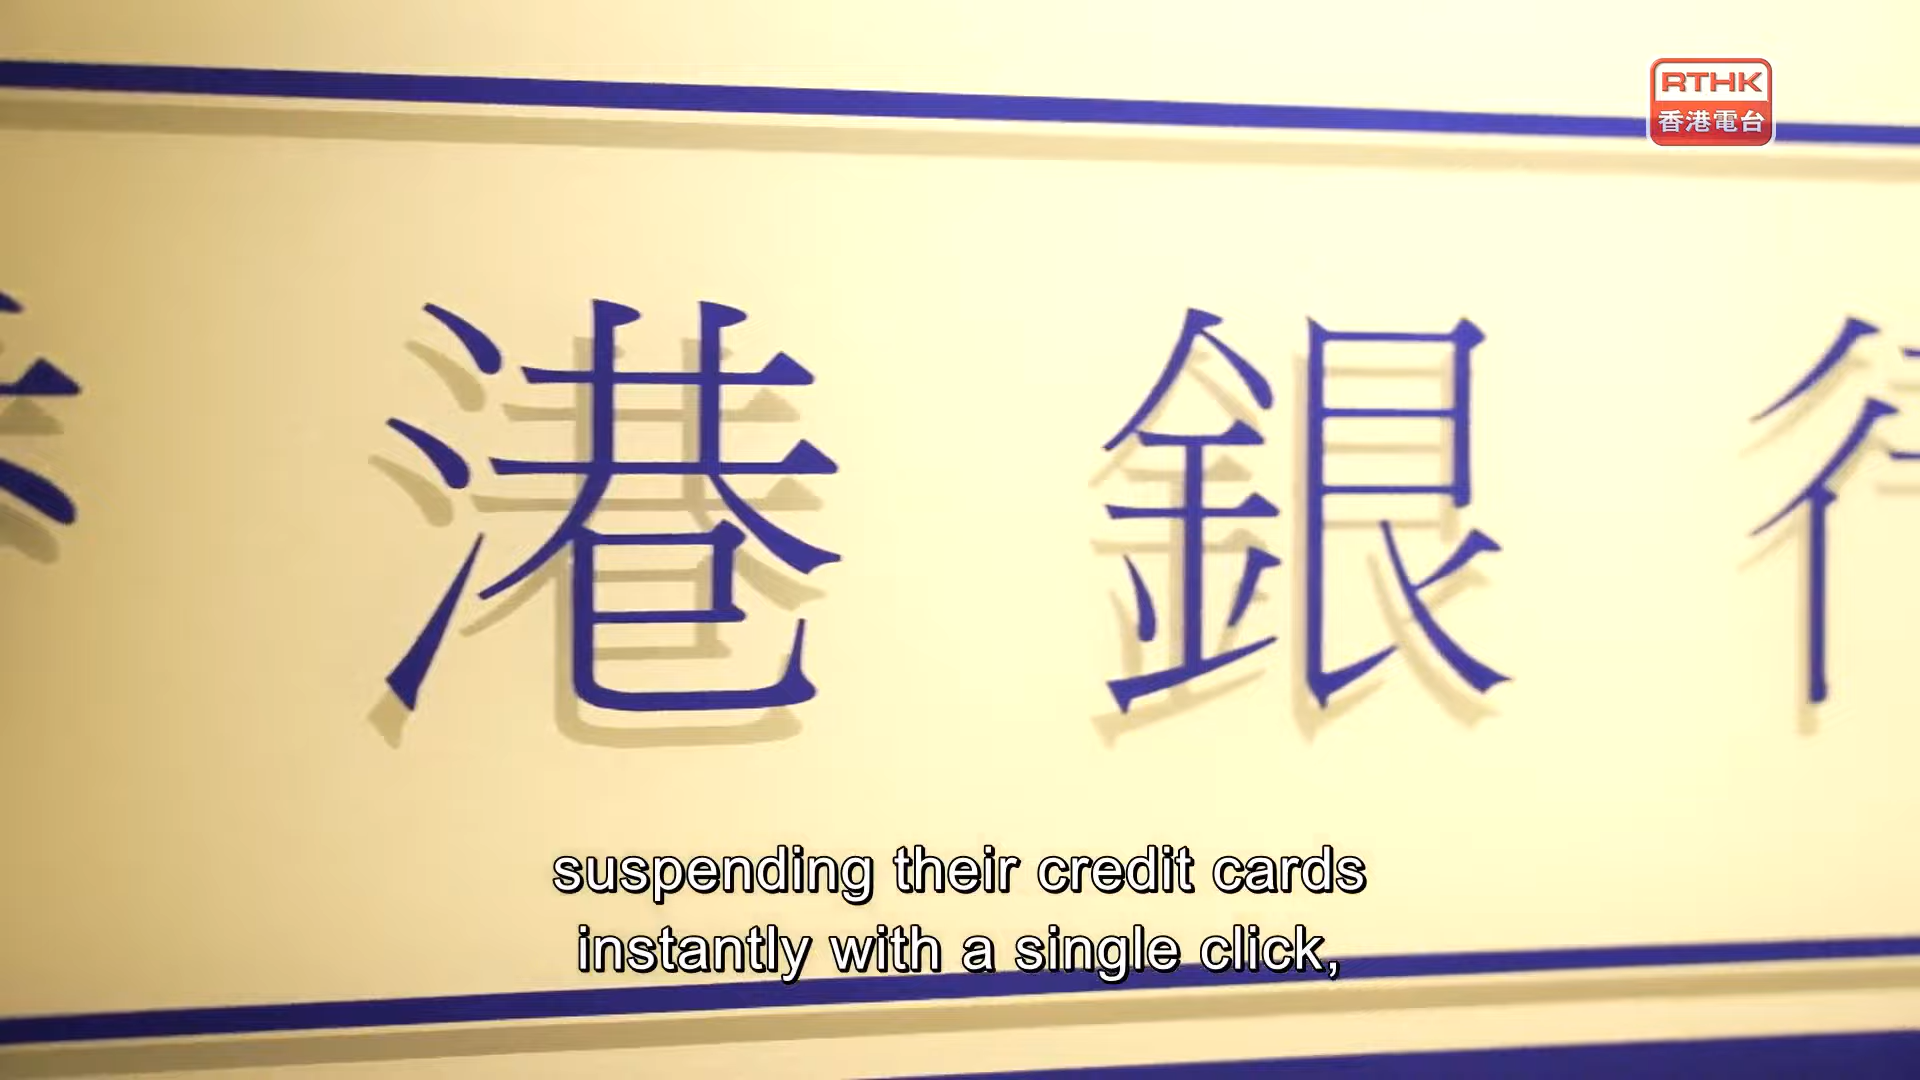 RTHK
香港電台
港銀
suspending their credit cards
instantly with a single click,